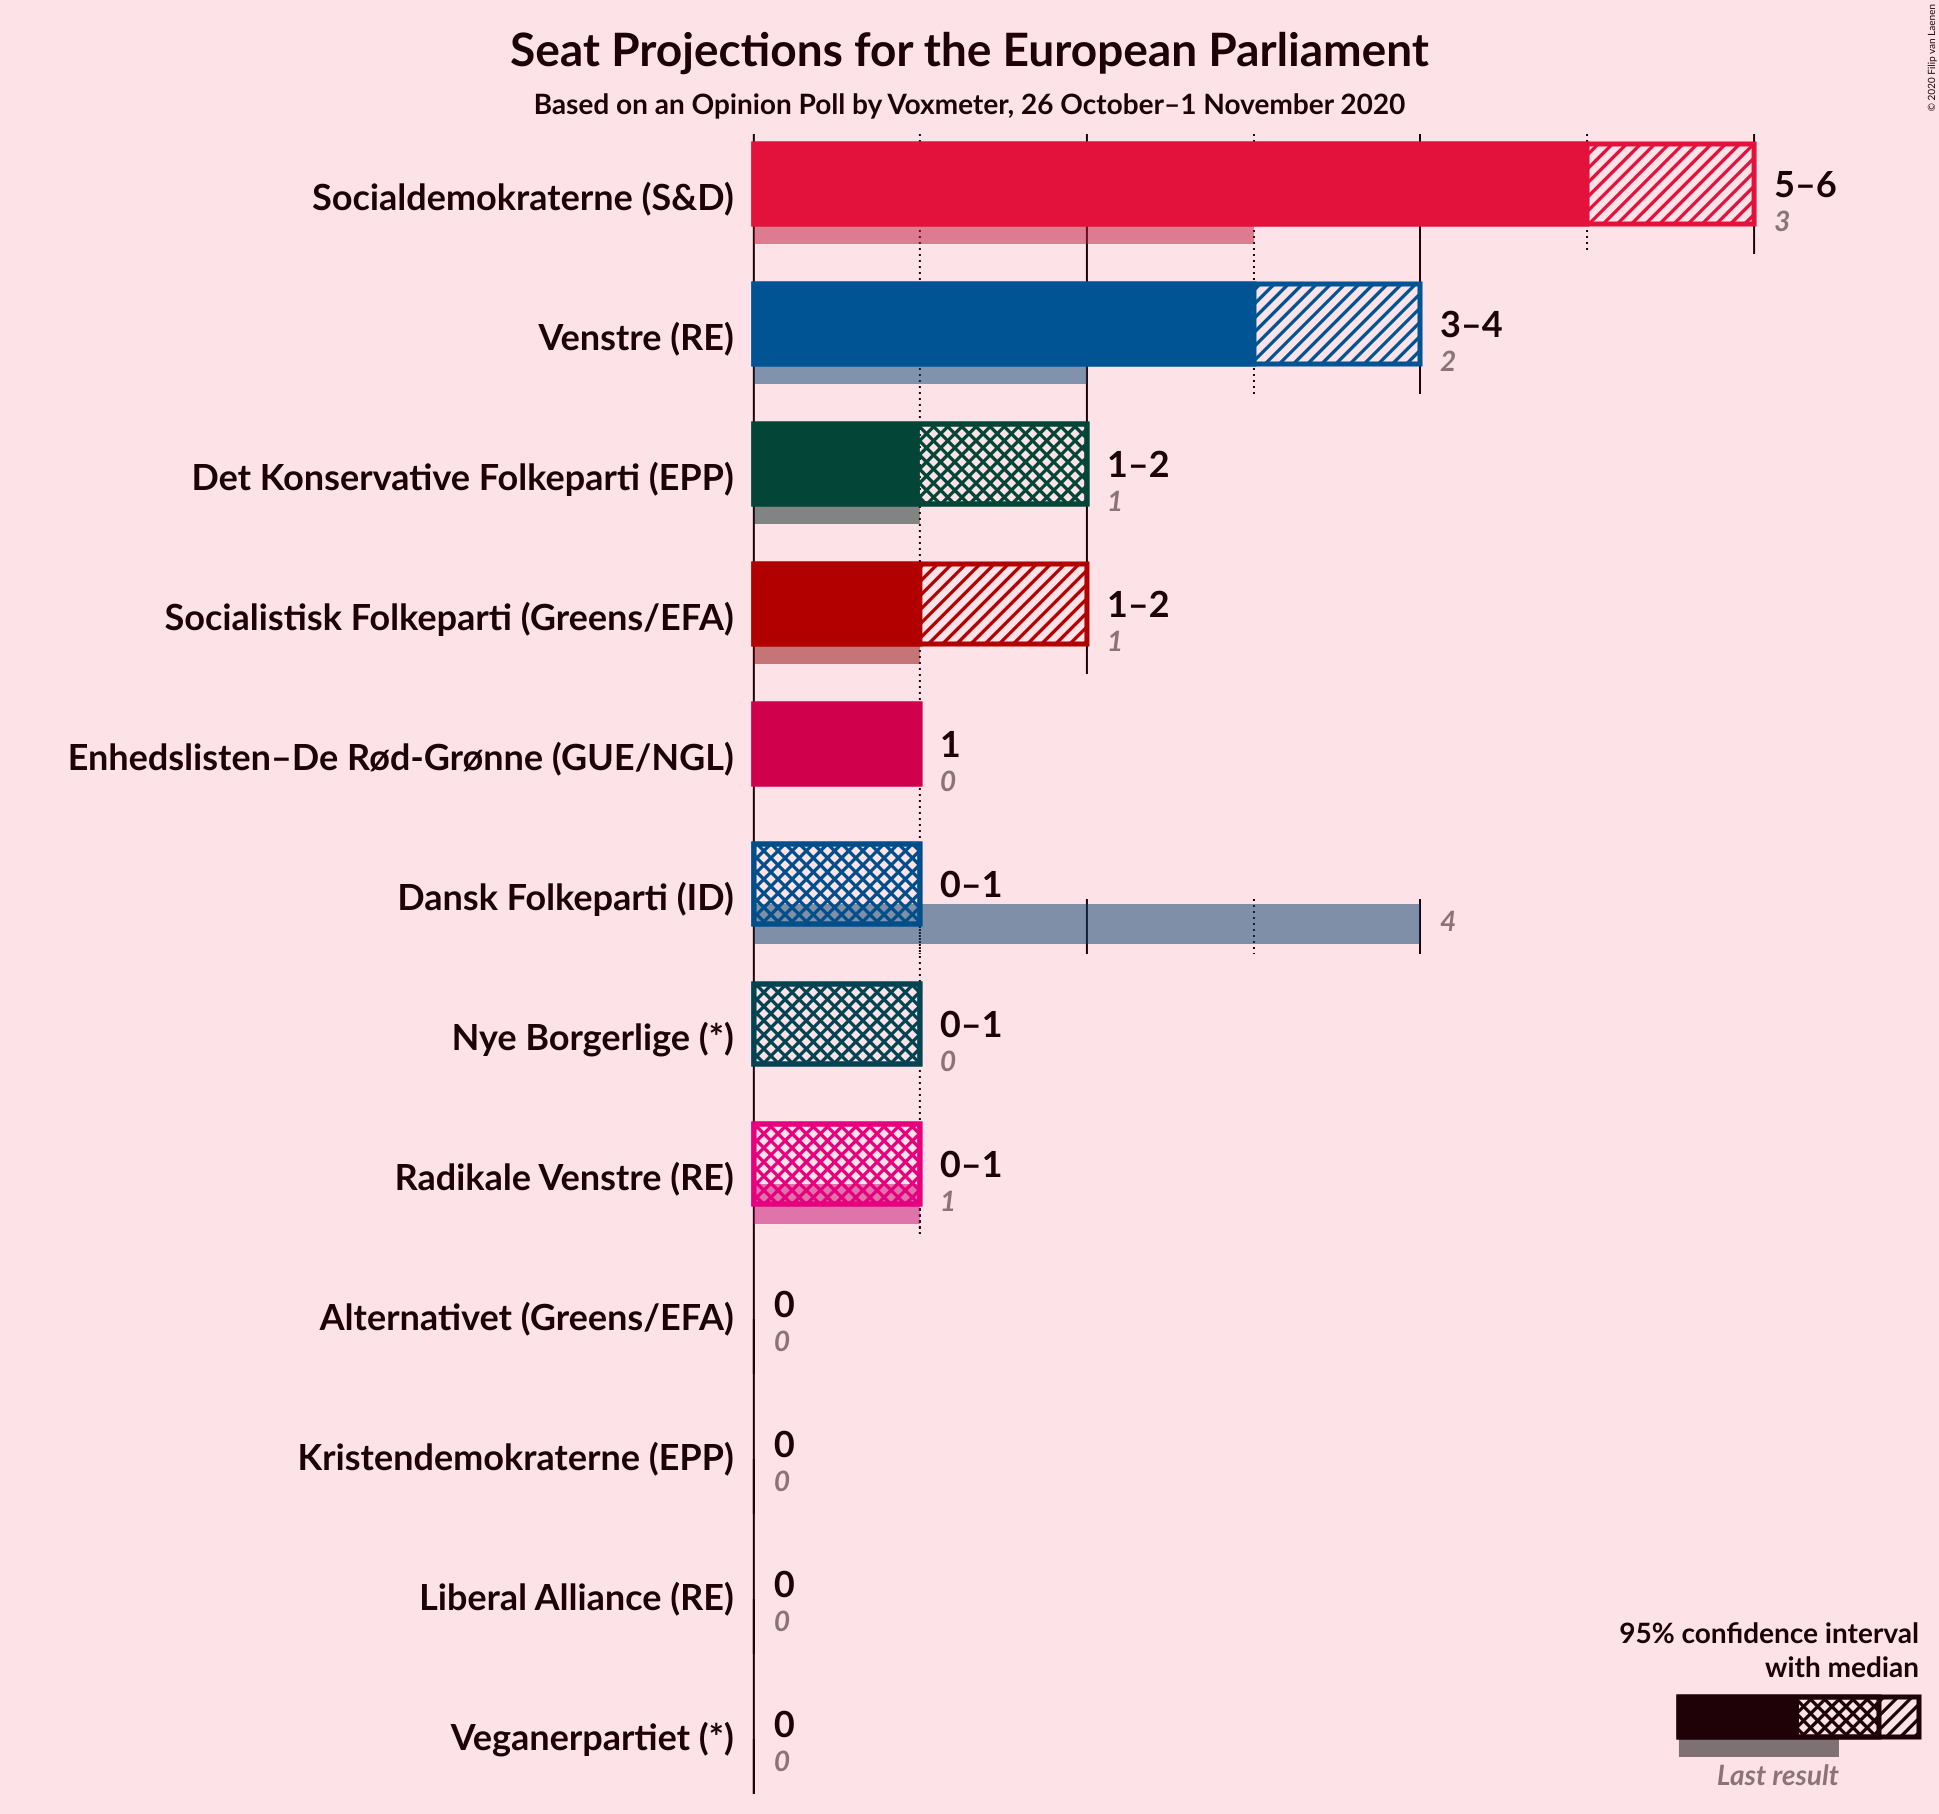 Seat Projections for the European Parliament
Based on an Opinion Poll by Voxmeter, 26 October–1 November 2020
© 2020 Filip van Laenen
Socialdemokraterne (S&D)
5–6
3
Venstre (RE)
3–4
2
Det Konservative Folkeparti (EPP)
1–2
1
Socialistisk Folkeparti (Greens/EFA)
1–2
1
Enhedslisten–De Rød-Grønne (GUE/NGL)
1
0
Dansk Folkeparti (ID)
0–1
4
Nye Borgerlige (*)
0–1
0
Radikale Venstre (RE)
0–1
1
Alternativet (Greens/EFA)
0
0
Kristendemokraterne (EPP)
0
0
Liberal Alliance (RE)
0
0
Veganerpartiet (*)
0
0
95% confidence interval
with median
Last result